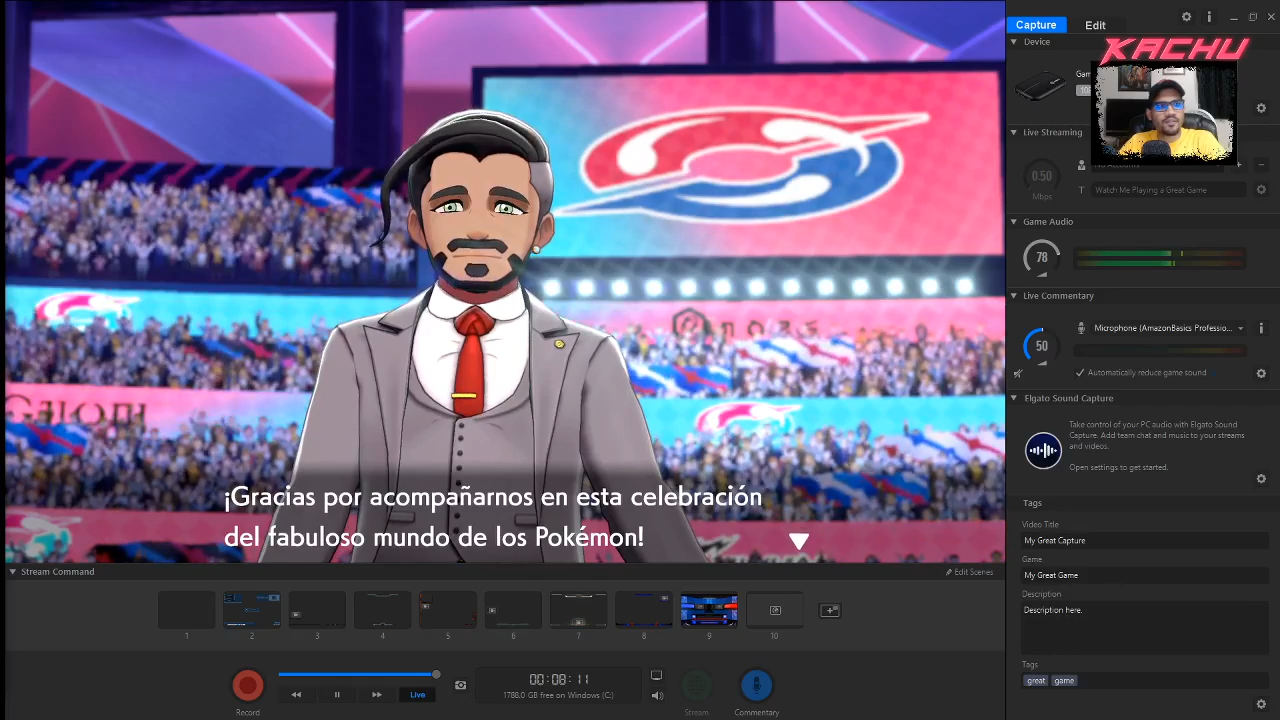 Capture
Edit
Device
KACHU
Gam
Live Streaming
0.50
Mbps
T
Watch Me Playing a Great Game
Game Audio
78
Live Commentary
50
Microphone (AmazonBasics Professio...
Automatically reduce game sound
Elgato Sound Capture
Take control of your PC audio with Elgato Sound
Capture. Add team chat and music to your streams
and videos.
Open settings to get started.
Tags
Video Title
My Great Capture
Game
My Great Game
Description
Description here.
Tags
great game
¡Gracias por acompañarnos en esta celebración
del fabuloso mundo de los Pokémon!
Stream Command
Edit Scenes
1 2 3 4 5 6 7 8 9 10
Live
00:08:11
1788.0 GB free on Windows (C:)
Record
Stream
Commentary